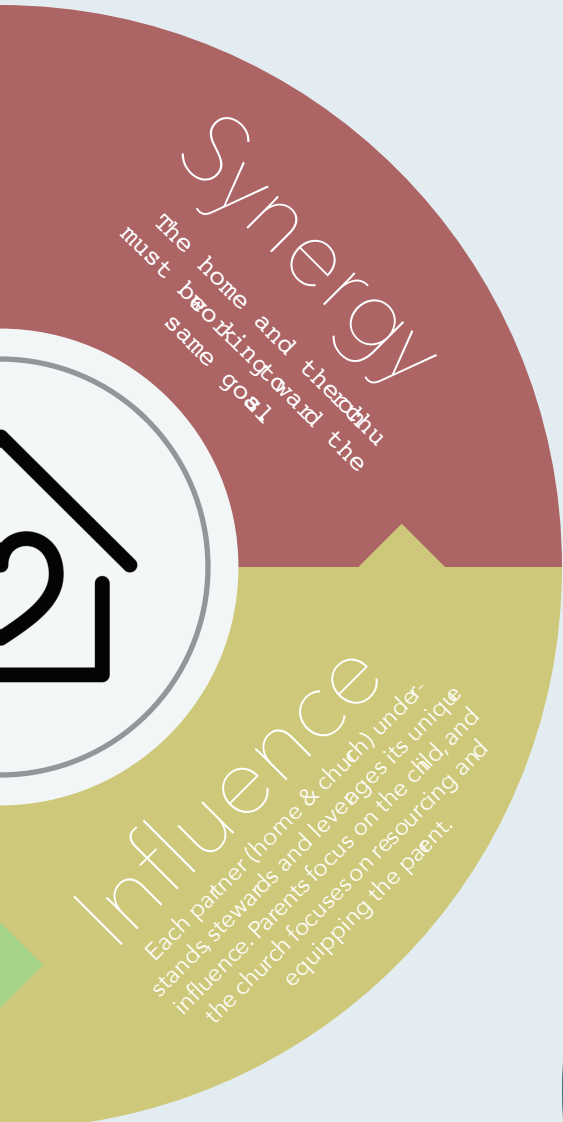 Synergy
The home and the church
must be working toward the
same goal
Influence
Each partner (home & church) under-
stands, stewards and leverages its unique
influence. Parents focus on the child, and
the church focuses on resourcing and
equipping the parent.